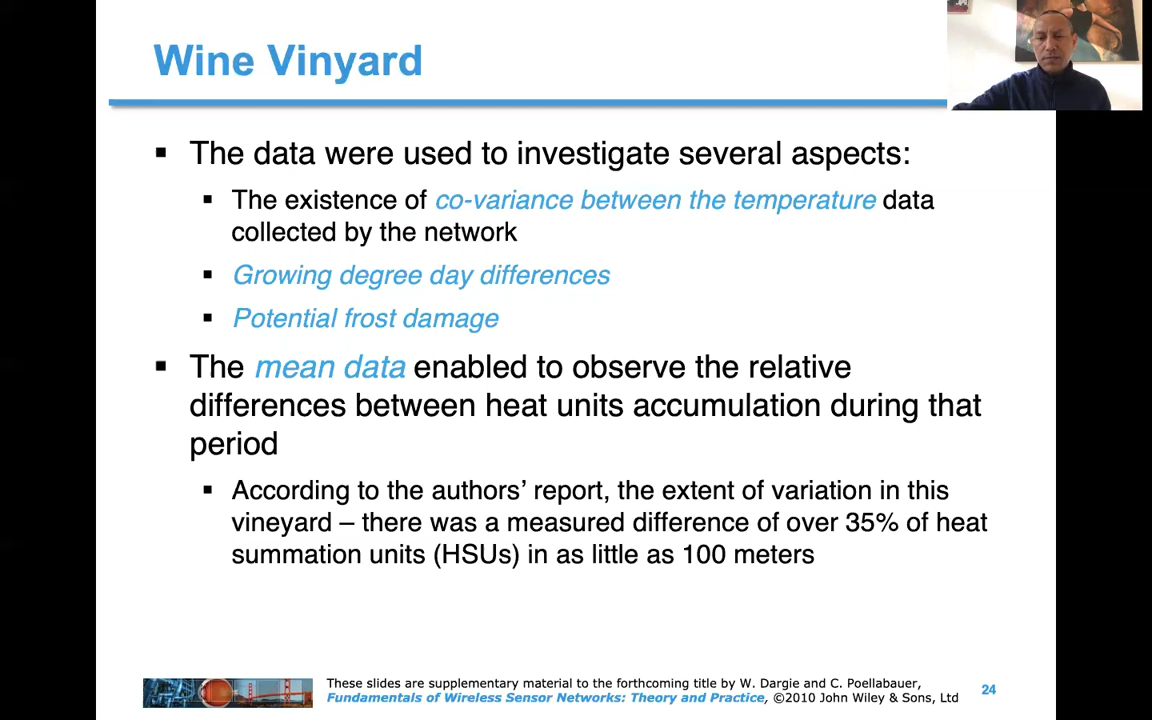 Wine Vinyard
▪ The data were used to investigate several aspects:
▪ The existence of co-variance between the temperature data
collected by the network
▪ Growing degree day differences
▪ Potential frost damage
▪ The mean data enabled to observe the relative
differences between heat units accumulation during that
period
▪ According to the authors’ report, the extent of variation in this
vineyard – there was a measured difference of over 35% of heat
summation units (HSUs) in as little as 100 meters
These slides are supplementary material to the forthcoming title by W. Dargie and C. Poellabauer,
Fundamentals of Wireless Sensor Networks: Theory and Practice, ©2010 John Wiley & Sons, Ltd
24